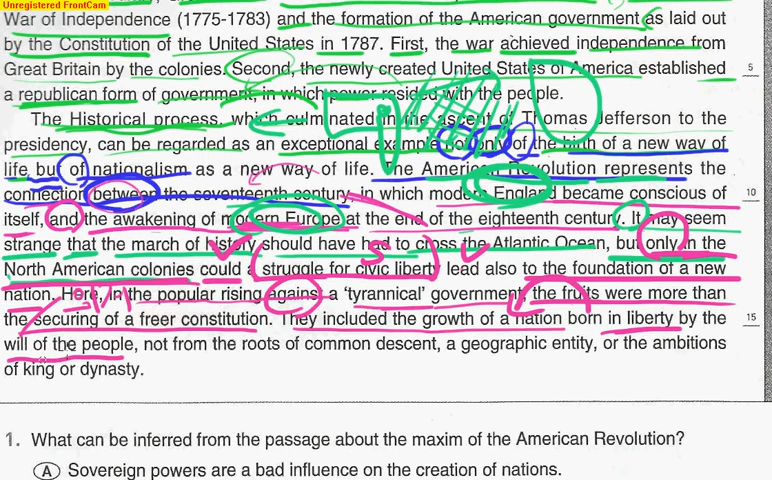 Unregistered FrontCam
War of Independence (1775-1783) and the formation of the American government as laid out
by the Constitution of the United States in 1787. First, the war achieved independence from
Great Britain by the colonies. Second, the newly created United States of America established 5
a republican form of government, in which power resided with the people.
The Historical process, which culminated in the ascent of Thomas Jefferson to the
presidency, can be regarded as an exceptional example not only of the birth of a new way of
life, but of nationalism as a new way of life. The American Revolution represents the
connection between the seventeenth century, in which modern England became conscious of 10
itself, and the awakening of modern Europe at the end of the eighteenth century. It may seem
strange that the march of history should have had to cross the Atlantic Ocean, but only in the
North American colonies could a struggle for civic liberty lead also to the foundation of a new
nation. Here, in the popular rising against a 'tyrannical' government, the fruits were more than
the securing of a freer constitution. They included the growth of a nation born in liberty by the 15
will of the people, not from the roots of common descent, a geographic entity, or the ambitions
of king or dynasty.
1. What can be inferred from the passage about the maxim of the American Revolution?
A Sovereign powers are a bad influence on the creation of nations.